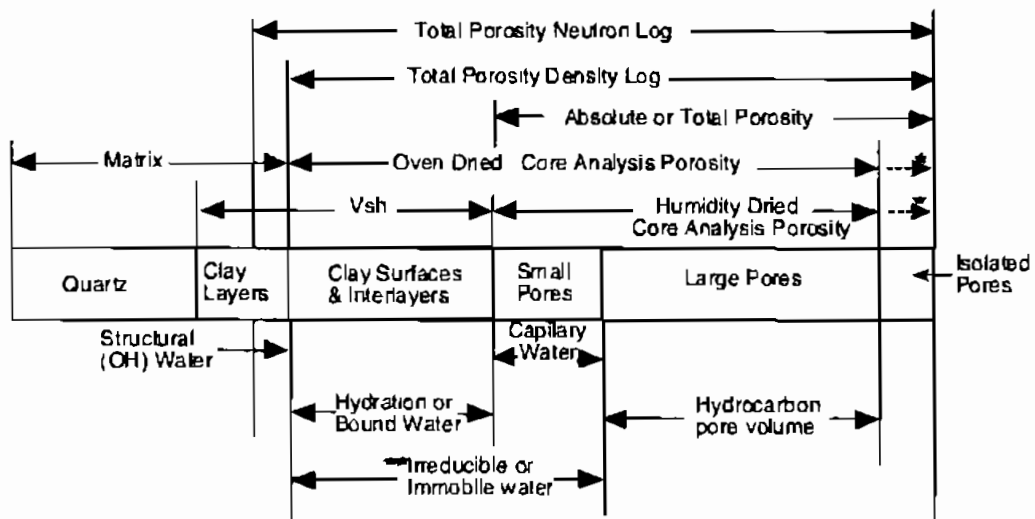 Total Porosity Neutron Log
Total Porosity Density Log
Absolute or Total Porosity
Matrix
Oven Dried Core Analysis Porosity
*
Vsh
Humidity Dried
Core Analysis Porosity
*
Quartz
Clay
Layers
Clay Surfaces
& Interlayers
Small
Pores
Large Pores
Isolated
Pores
Structural
(OH) Water
Capillary
Water
Hydration or
Bound Water
Hydrocarbon
pore volume
**Irreducible or
Immobile water